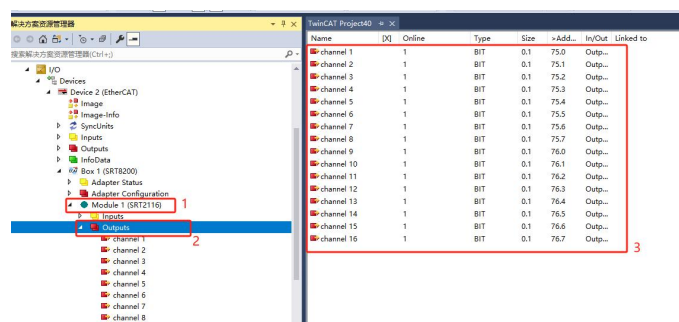 解决方案资源管理器
搜索解决方案资源管理器(Ctrl+;)
I/O
Devices
Device 2 (EtherCAT)
Image
Image-Info
SyncUnits
Inputs
Outputs
InfoData
Box 1 (SRT8200)
Adapter Status
Adapter Configuration
Module 1 (SRT2116)
1
Inputs
Outputs
2
channel 1
channel 2
channel 3
channel 4
channel 5
channel 6
channel 7
channel 8
TwinCAT Project40
Name [X] Online Type Size >Add... In/Out Linked to
channel 1 1 BIT 0.1 75.0 Outp...
channel 2 1 BIT 0.1 75.1 Outp...
channel 3 1 BIT 0.1 75.2 Outp...
channel 4 1 BIT 0.1 75.3 Outp...
channel 5 1 BIT 0.1 75.4 Outp...
channel 6 1 BIT 0.1 75.5 Outp...
channel 7 1 BIT 0.1 75.6 Outp...
channel 8 1 BIT 0.1 75.7 Outp...
channel 9 1 BIT 0.1 76.0 Outp...
channel 10 1 BIT 0.1 76.1 Outp...
channel 11 1 BIT 0.1 76.2 Outp...
channel 12 1 BIT 0.1 76.3 Outp...
channel 13 1 BIT 0.1 76.4 Outp...
channel 14 1 BIT 0.1 76.5 Outp...
channel 15 1 BIT 0.1 76.6 Outp...
channel 16 1 BIT 0.1 76.7 Outp...
3